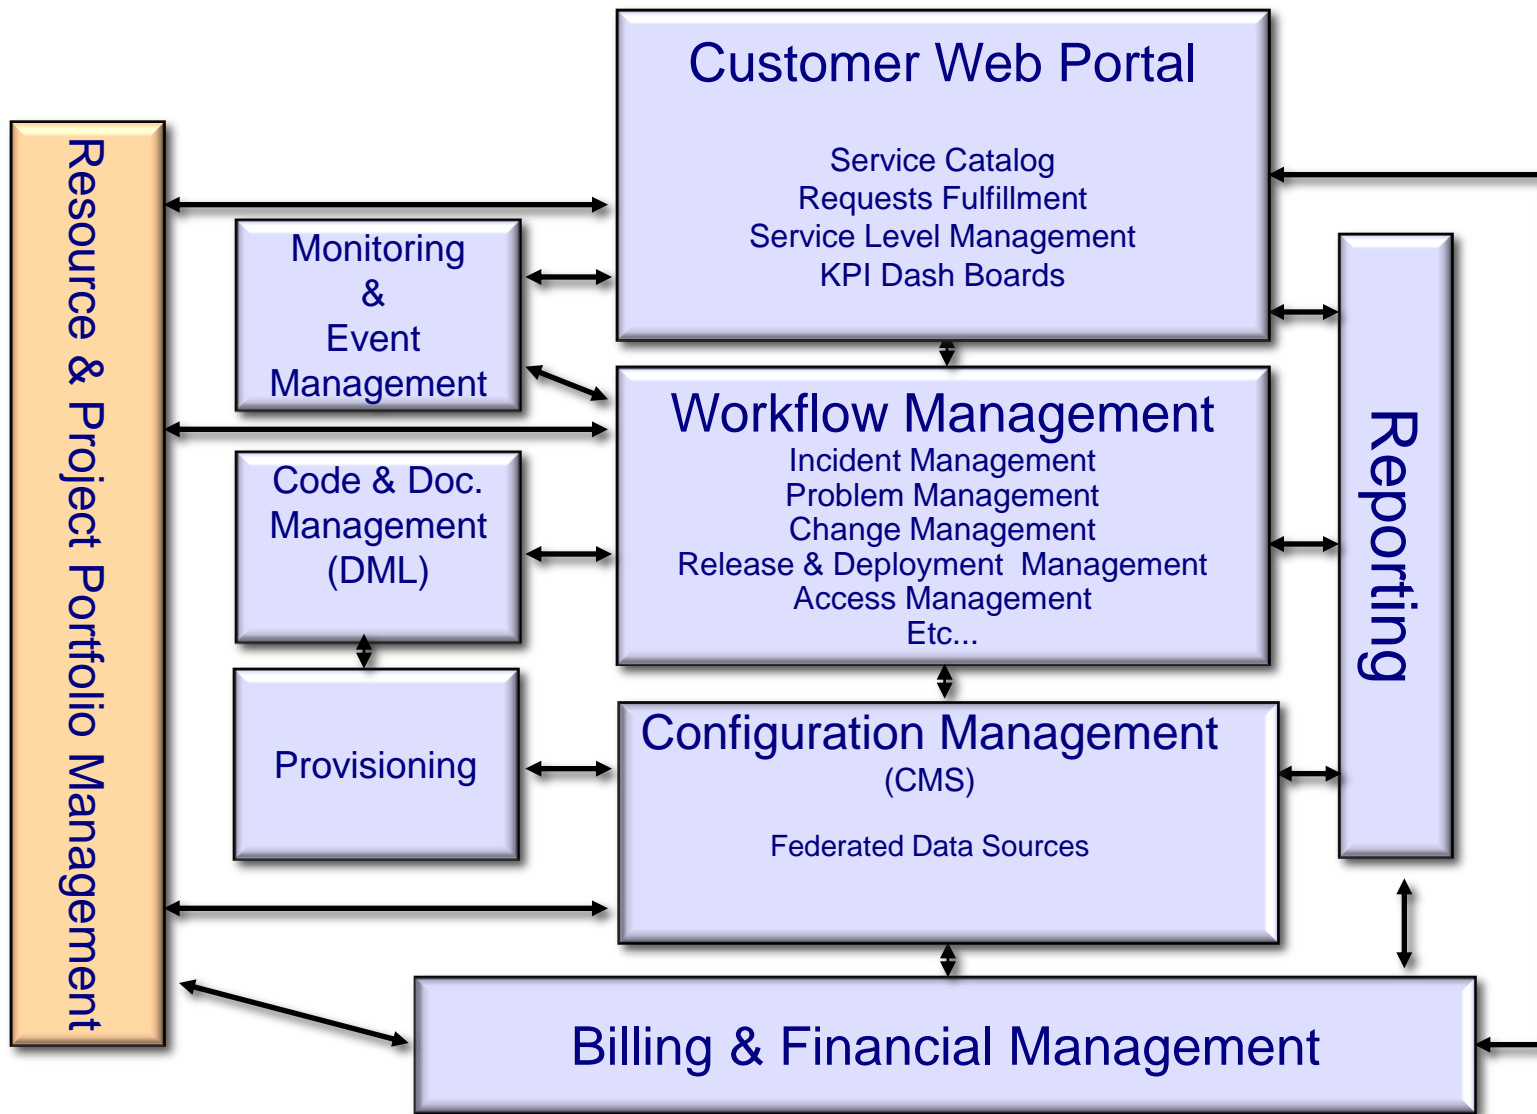 Customer Web Portal
Service Catalog
Requests Fulfillment
Service Level Management
KPI Dash Boards
Resource & Project Portfolio Management
Monitoring
&
Event
Management
Workflow Management
Incident Management
Problem Management
Change Management
Release & Deployment  Management
Access Management
Etc...
Code & Doc.
Management
(DML)
Reporting
Provisioning
Configuration Management
(CMS)
Federated Data Sources
Billing & Financial Management